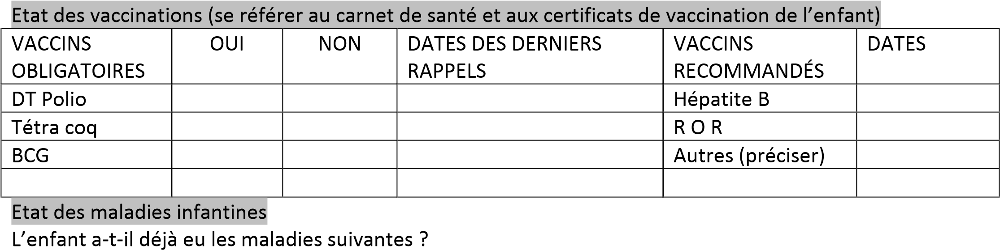 Etat des vaccinations (se référer au carnet de santé et aux certificats de vaccination de l’enfant)
VACCINS OBLIGATOIRES OUI NON DATES DES DERNIERS RAPPELS VACCINS RECOMMANDÉS DATES
DT Polio Hépatite B
Tétra coq R O R
BCG Autres (préciser)
Etat des maladies infantines
L’enfant a-t-il déjà eu les maladies suivantes ?